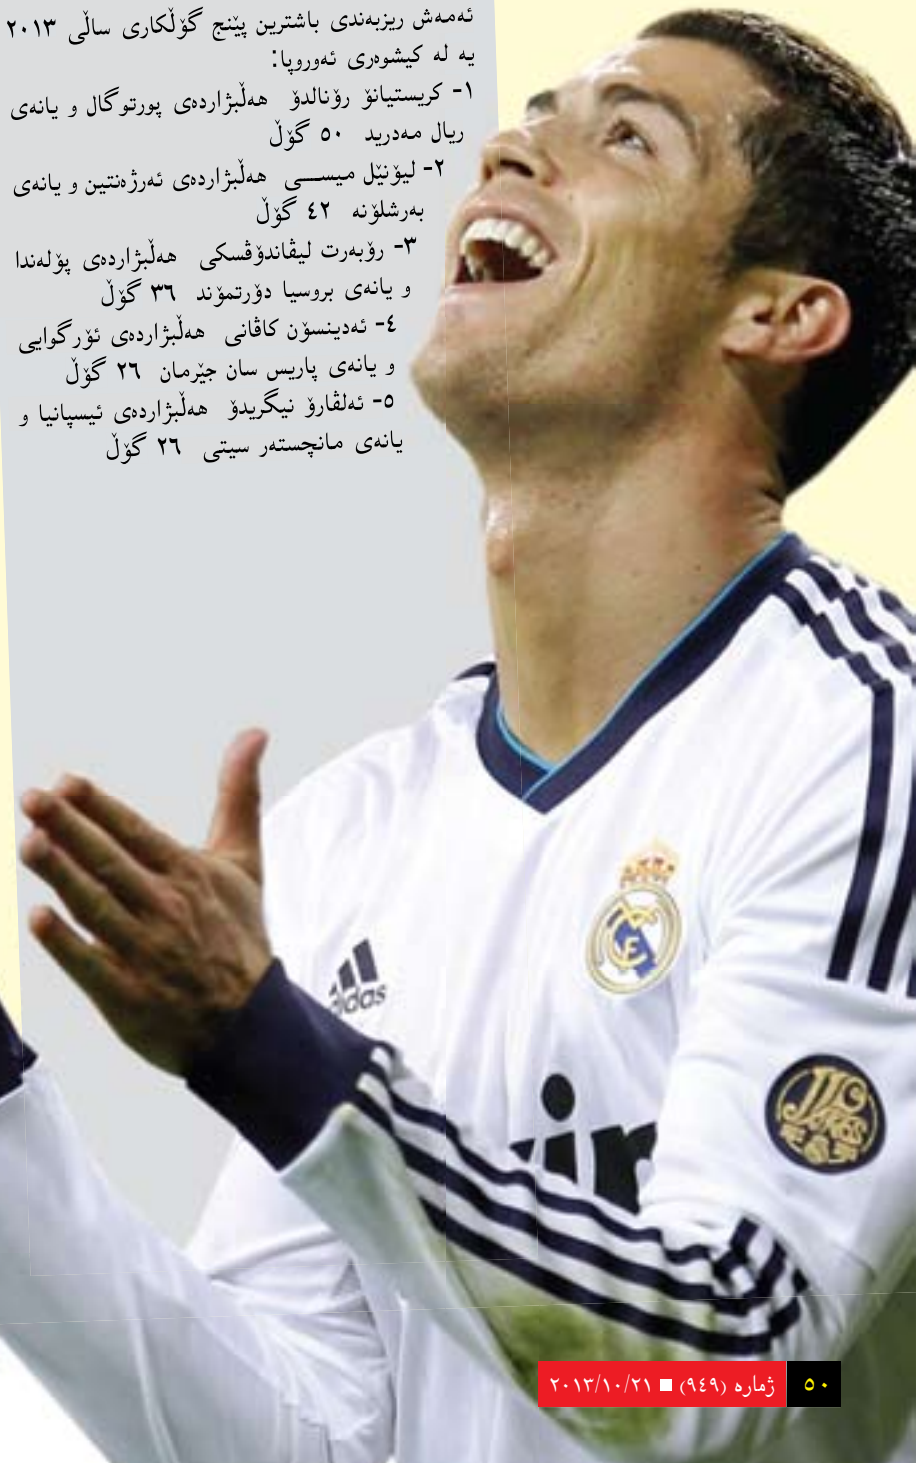 ئەمەش ریزبەندی باشترین پێنج گۆڵکاری ساڵی ٢٠١٣
یە لە کیشوەری ئەوروپا:
١- کریستیانۆ رۆنالدۆ هەڵبژاردەی پورتوگال و یانەی
ریال مەدرید ٥٠ گۆڵ
٢- لیۆنێل میســی هەڵبژاردەی ئەرژەنتین و یانەی
بەرشلۆنە ٤٢ گۆڵ
٣- رۆبەرت لیڤاندۆڤسکی هەڵبژاردەی پۆلەندا
و یانەی بروسیا دۆرتمۆند ٣٦ گۆڵ
٤- ئەدینسۆن کاڤانی هەڵبژاردەی ئۆرگوایی
و یانەی پاریس سان جێرمان ٢٦ گۆڵ
٥- ئەلڤارۆ نیگریدۆ هەڵبژاردەی ئیسپانیا و
یانەی مانچستەر سیتی ٢٦ گۆڵ
adidas
٥٠ ژمارە (٩٤٩) ■ ٢٠١٣/١٠/٢١